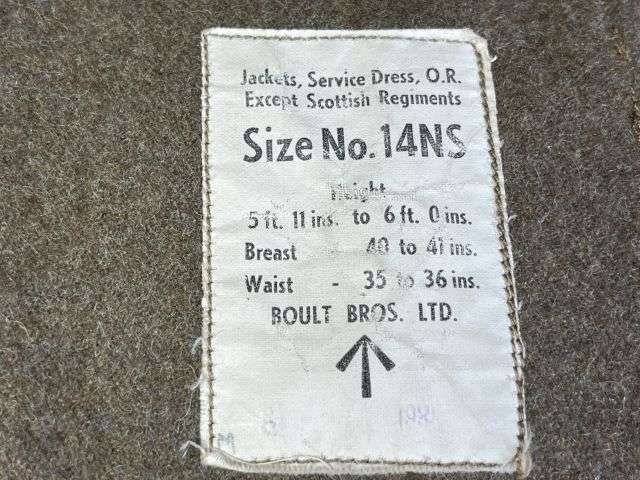 Jackets, Service Dress, O.R.
Except Scottish Regiments
Size No. 14NS
Height
5 ft. 11 ins. to 6 ft. 0 ins.
Breast - 40 to 41 ins.
Waist - 35 to 36 ins.
BOULT BROS. LTD.
M